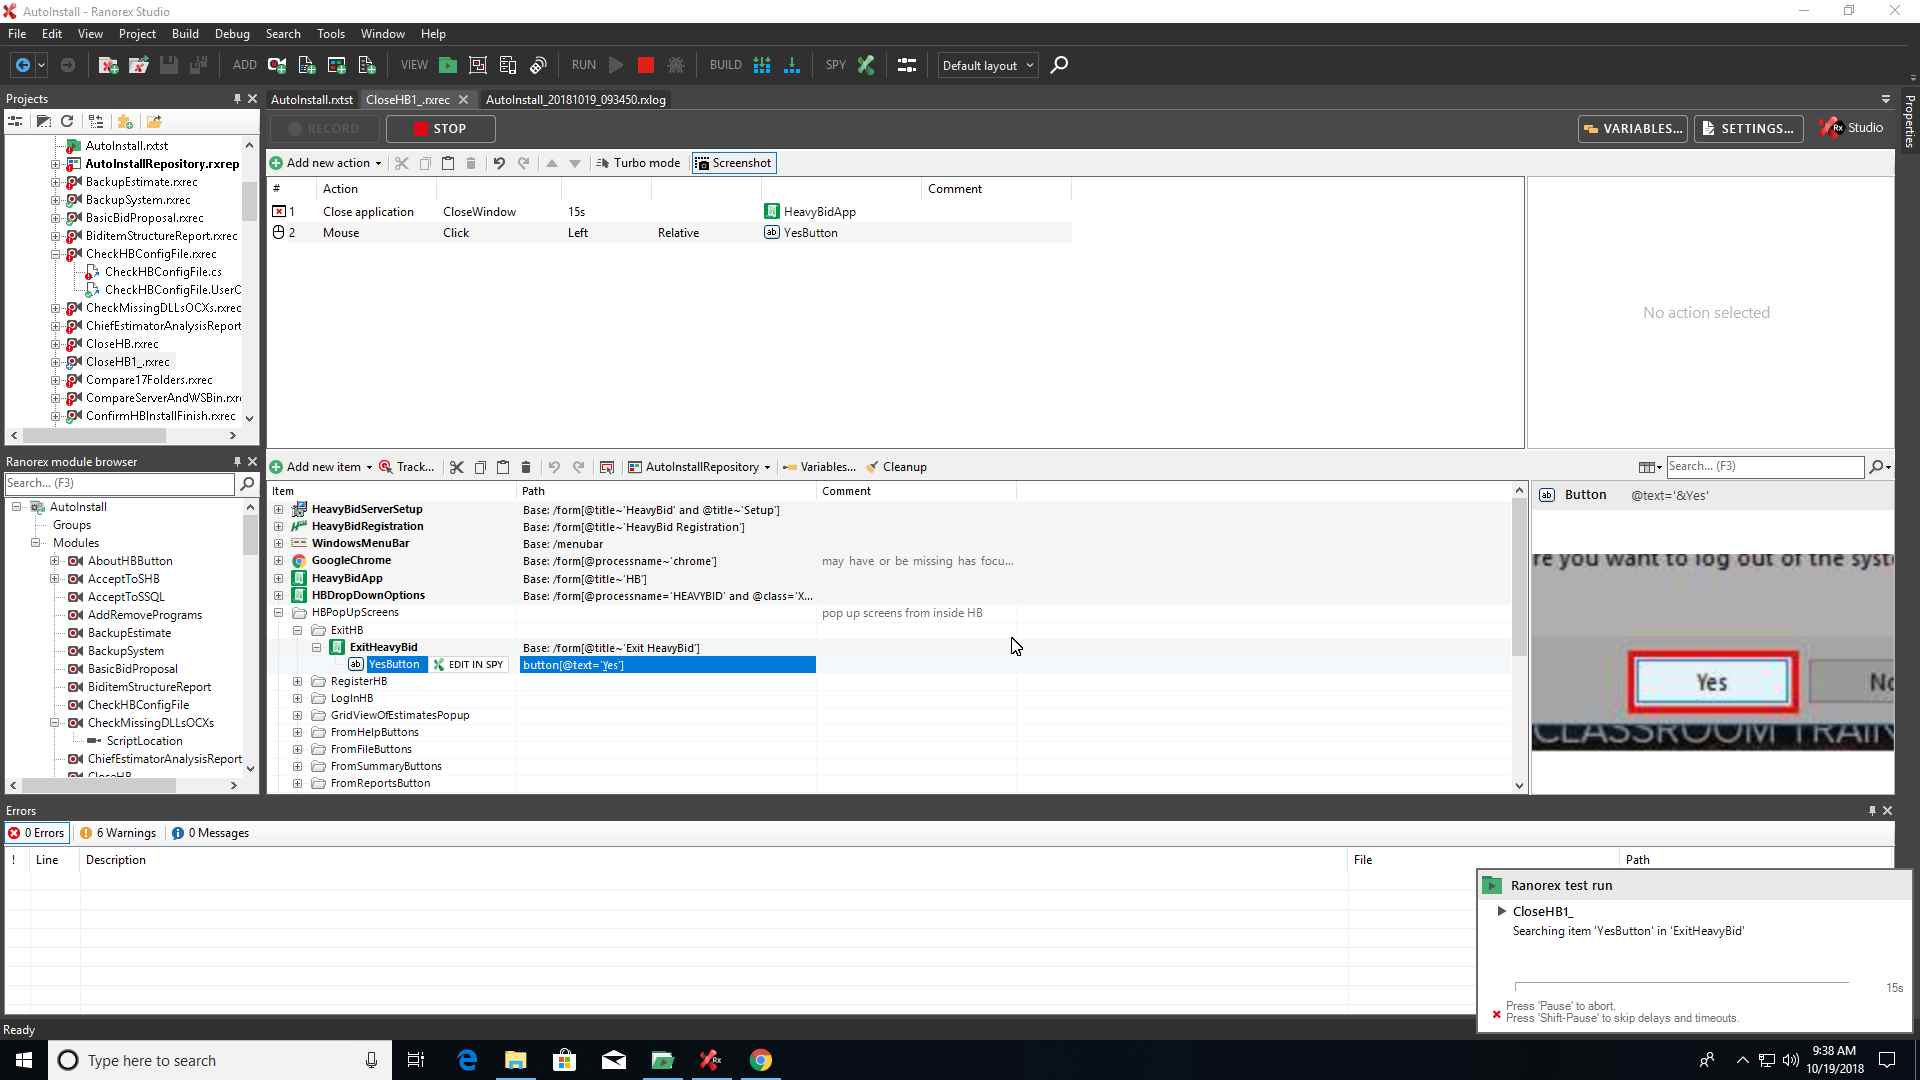 AutoInstall - Ranorex Studio
File Edit View Project Build Debug Search Tools Window Help
ADD VIEW RUN BUILD SPY Default layout
Projects
AutoInstall.rxtst CloseHB1_.rxrec AutoInstall_20181019_093450.rxlog
Properties
RECORD STOP VARIABLES... SETTINGS... Rx Studio
AutoInstall.rxtst
AutoInstallRepository.rxrep
BackupEstimate.rxrec
BackupSystem.rxrec
BasicBidProposal.rxrec
BiditemStructureReport.rxrec
CheckHBConfigFile.rxrec
CheckHBConfigFile.cs
CheckHBConfigFile.UserC
CheckMissingDLLsOCXs.rxrec
ChiefEstimatorAnalysisReport
CloseHB.rxrec
CloseHB1_.rxrec
Compare17Folders.rxrec
CompareServerAndWSBin.rxr
ConfirmHBInstallFinish.rxrec
Add new action Turbo mode Screenshot
# Action Comment
1 Close application CloseWindow 15s HeavyBidApp
2 Mouse Click Left Relative ab YesButton
No action selected
Ranorex module browser
Search... (F3)
AutoInstall
Groups
Modules
AboutHBButton
AcceptToSHB
AcceptToSSQL
AddRemovePrograms
BackupEstimate
BackupSystem
BasicBidProposal
BiditemStructureReport
CheckHBConfigFile
CheckMissingDLLsOCXs
ScriptLocation
ChiefEstimatorAnalysisReport
CloseHB
Add new item Track... AutoInstallRepository Variables... Cleanup Search... (F3)
Item Path Comment
HeavyBidServerSetup Base: /form[@title~'HeavyBid' and @title~'Setup']
HeavyBidRegistration Base: /form[@title~'HeavyBid Registration']
WindowsMenuBar Base: /menubar
GoogleChrome Base: /form[@processname~'chrome'] may have or be missing has focu...
HeavyBidApp Base: /form[@title~'HB']
HBDropDownOptions Base: /form[@processname='HEAVYBID' and @class='X...
HBPopUpScreens pop up screens from inside HB
ExitHB
ExitHeavyBid Base: /form[@title~'Exit HeavyBid']
ab YesButton EDIT IN SPY button[@text='Yes']
RegisterHB
LogInHB
GridViewOfEstimatesPopup
FromHelpButtons
FromFileButtons
FromSummaryButtons
FromReportsButton
ab Button @text='&Yes'
re you want to log out of the syste
Yes No
CLASSROOM TRAIN
Errors
0 Errors 6 Warnings 0 Messages
! Line Description File Path
Ranorex test run
CloseHB1_
Searching item 'YesButton' in 'ExitHeavyBid'
15s
Press 'Pause' to abort.
Press 'Shift-Pause' to skip delays and timeouts.
Ready
Type here to search
9:38 AM
10/19/2018